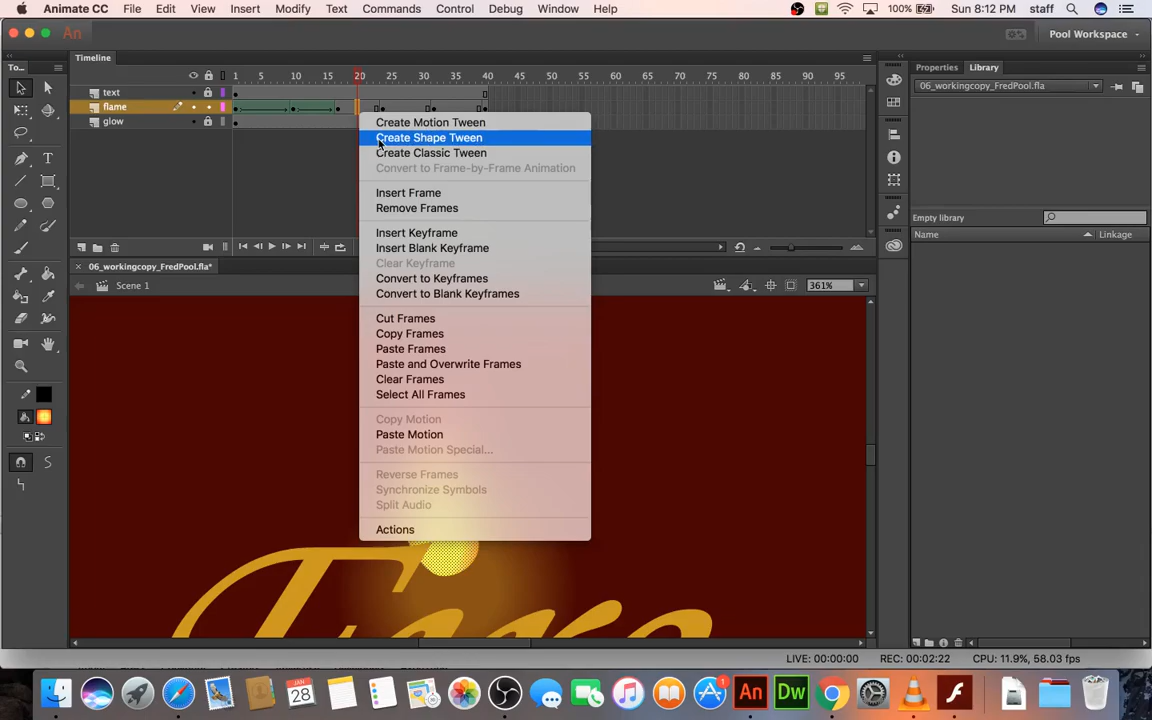 Animate CC File Edit View Insert Modify Text Commands Control Debug Window Help 100% Sun 8:12 PM staff
An Pool Workspace
Timeline
To... Properties Library
1 5 10 15 20 25 30 35 40 45 50 55 60 65 70 75 80 85 90 95
06_workingcopy_FredPool.fla
text
flame
glow
Create Motion Tween
Create Shape Tween
Create Classic Tween
Convert to Frame-by-Frame Animation
Insert Frame
Remove Frames
Insert Keyframe
Insert Blank Keyframe
Clear Keyframe
Convert to Keyframes
Convert to Blank Keyframes
Cut Frames
Copy Frames
Paste Frames
Paste and Overwrite Frames
Clear Frames
Select All Frames
Copy Motion
Paste Motion
Paste Motion Special...
Reverse Frames
Synchronize Symbols
Split Audio
Actions
Empty library
Name Linkage
06_workingcopy_FredPool.fla*
Scene 1 361%
LIVE: 00:00:00 REC: 00:02:22 CPU: 11.9%, 58.03 fps
JAN
28
1
An Dw